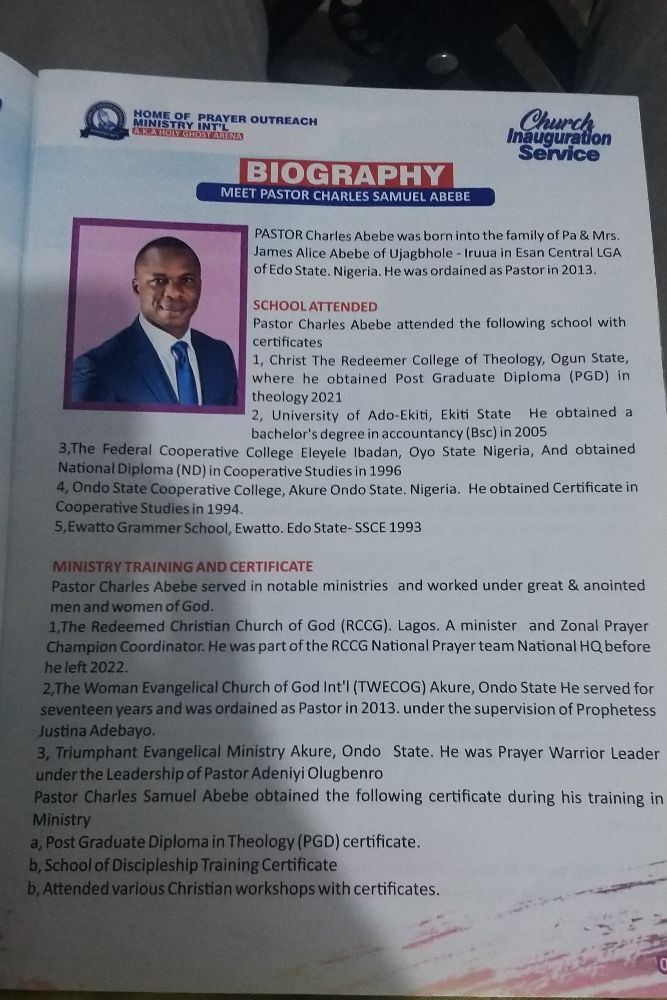 HOME OF PRAYER OUTREACH
MINISTRY INT'L
A.K.A HOLY GHOST ARENA
Church
Inauguration
Service
BIOGRAPHY
MEET PASTOR CHARLES SAMUEL ABEBE
PASTOR Charles Abebe was born into the family of Pa & Mrs.
James Alice Abebe of Ujagbhole - Iruua in Esan Central LGA
of Edo State. Nigeria. He was ordained as Pastor in 2013.
SCHOOL ATTENDED
Pastor Charles Abebe attended the following school with
certificates
1, Christ The Redeemer College of Theology, Ogun State,
where he obtained Post Graduate Diploma (PGD) in
theology 2021
2, University of Ado-Ekiti, Ekiti State He obtained a
bachelor's degree in accountancy (Bsc) in 2005
3,The Federal Cooperative College Eleyele Ibadan, Oyo State Nigeria, And obtained
National Diploma (ND) in Cooperative Studies in 1996
4, Ondo State Cooperative College, Akure Ondo State. Nigeria. He obtained Certificate in
Cooperative Studies in 1994.
5,Ewatto Grammer School, Ewatto. Edo State- SSCE 1993
MINISTRY TRAINING AND CERTIFICATE
Pastor Charles Abebe served in notable ministries and worked under great & anointed
men and women of God.
1,The Redeemed Christian Church of God (RCCG). Lagos. A minister and Zonal Prayer
Champion Coordinator. He was part of the RCCG National Prayer team National HQ before
he left 2022.
2,The Woman Evangelical Church of God Int'l (TWECOG) Akure, Ondo State He served for
seventeen years and was ordained as Pastor in 2013. under the supervision of Prophetess
Justina Adebayo.
3, Triumphant Evangelical Ministry Akure, Ondo State. He was Prayer Warrior Leader
under the Leadership of Pastor Adeniyi Olugbenro
Pastor Charles Samuel Abebe obtained the following certificate during his training in
Ministry
a, Post Graduate Diploma in Theology (PGD) certificate.
b, School of Discipleship Training Certificate
b, Attended various Christian workshops with certificates.